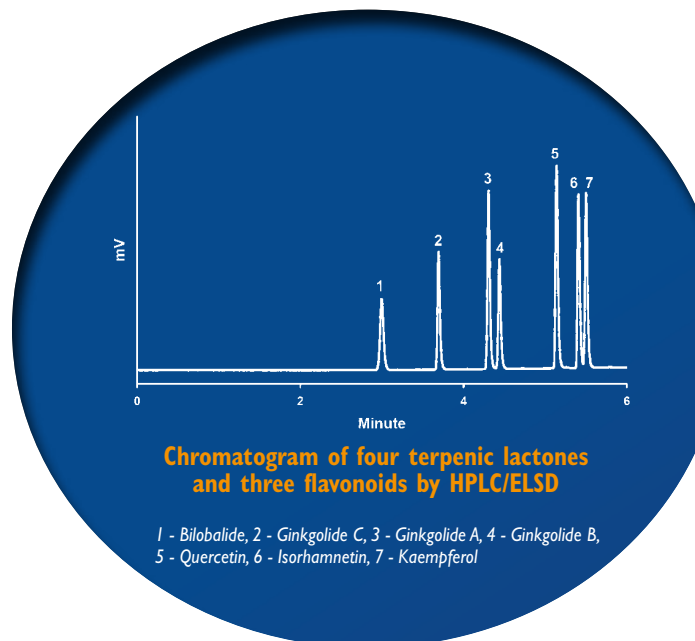 5
3
6 7
2
4
mV
1
0 2 4 6
Minute
Chromatogram of four terpenic lactones
and three flavonoids by HPLC/ELSD
1 - Bilobalide, 2 - Ginkgolide C, 3 - Ginkgolide A, 4 - Ginkgolide B,
5 - Quercetin, 6 - Isorhamnetin, 7 - Kaempferol